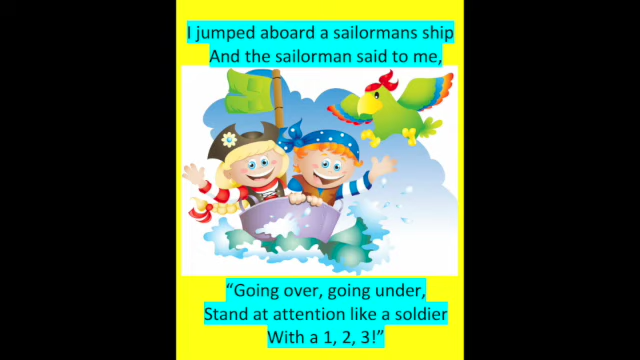 I jumped aboard a sailormans ship
And the sailorman said to me,
“Going over, going under,
Stand at attention like a soldier
With a 1, 2, 3!”